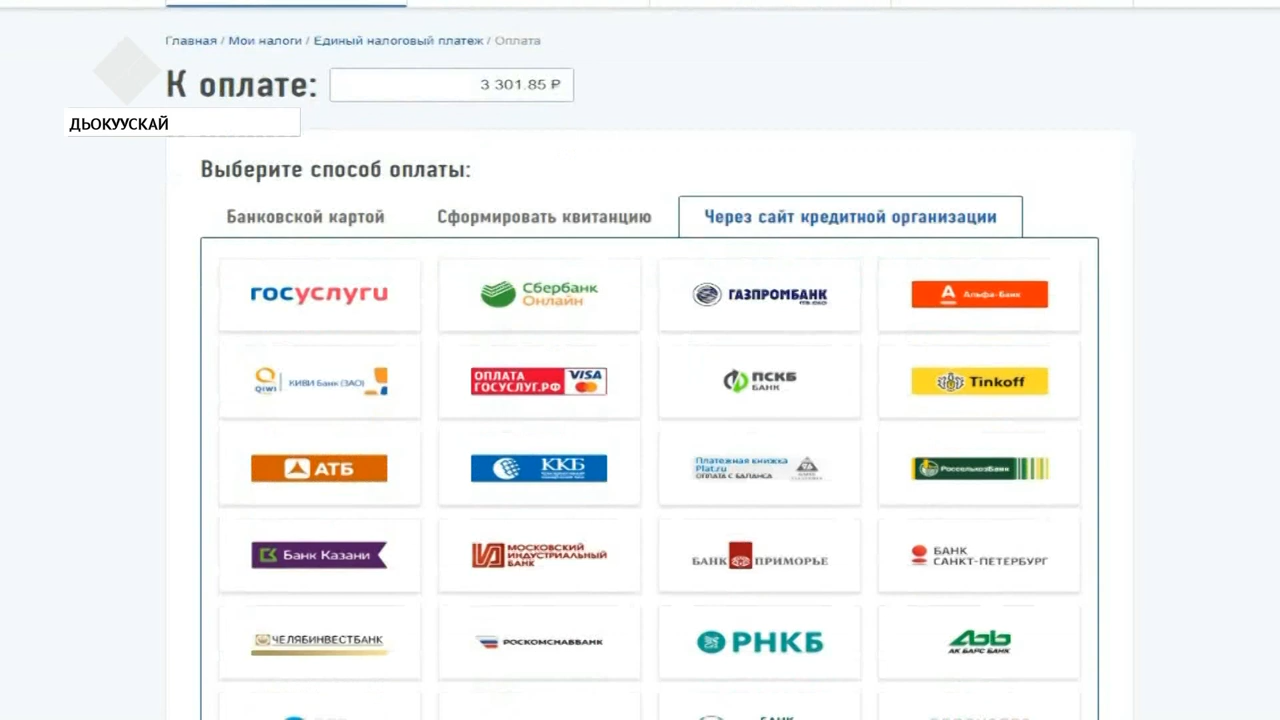 Главная / Мои налоги / Единый налоговый платеж / Оплата
К оплате: 3 301.85 ₽
ДЬОКУУСКАЙ
Выберите способ оплаты:
Банковской картой Сформировать квитанцию Через сайт кредитной организации
госуслуги
Сбербанк
Онлайн
ГАЗПРОМБАНК
Альфа-Банк
QIWI КИВИ Банк (ЗАО)
ОПЛАТА
ГОСУСЛУГ.РФ
VISA
ПСКБ
БАНК
Tinkoff
АТБ
ККБ
Платежная книжка
Plat.ru
ОПЛАТА С БАЛАНСА
РоссельхозБанк
Банк Казани
МОСКОВСКИЙ
ИНДУСТРИАЛЬНЫЙ
БАНК
БАНК ПРИМОРЬЕ
БАНК
САНКТ-ПЕТЕРБУРГ
ЧЕЛЯБИНВЕСТБАНК
РОСКОМСНАББАНК
РНКБ
АК БАРС БАНК
БАНК